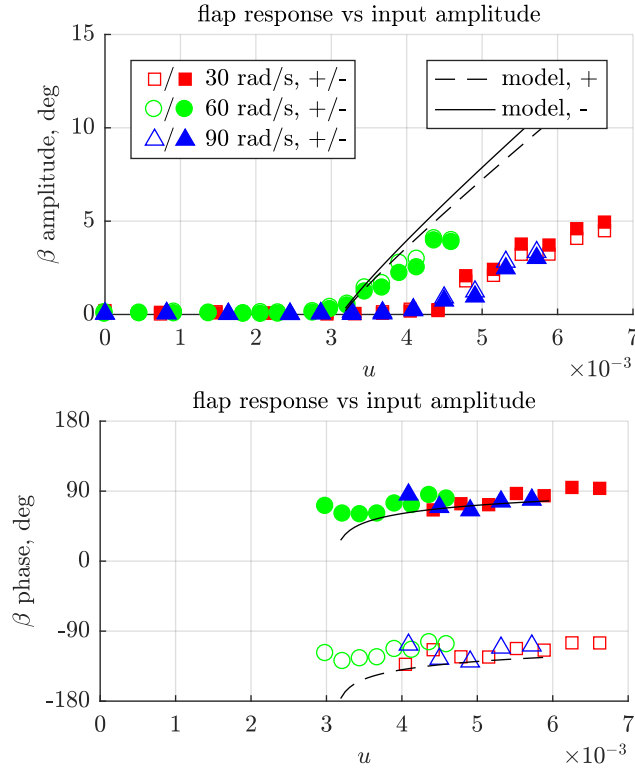 flap response vs input amplitude
15
10
5
0
β amplitude, deg
/ 30 rad/s, +/-
/ 60 rad/s, +/-
/ 90 rad/s, +/-
model, +
model, -
0 1 2 3 4 5 6 7
u
×10⁻³
flap response vs input amplitude
180
90
0
-90
-180
β phase, deg
0 1 2 3 4 5 6 7
u
×10⁻³